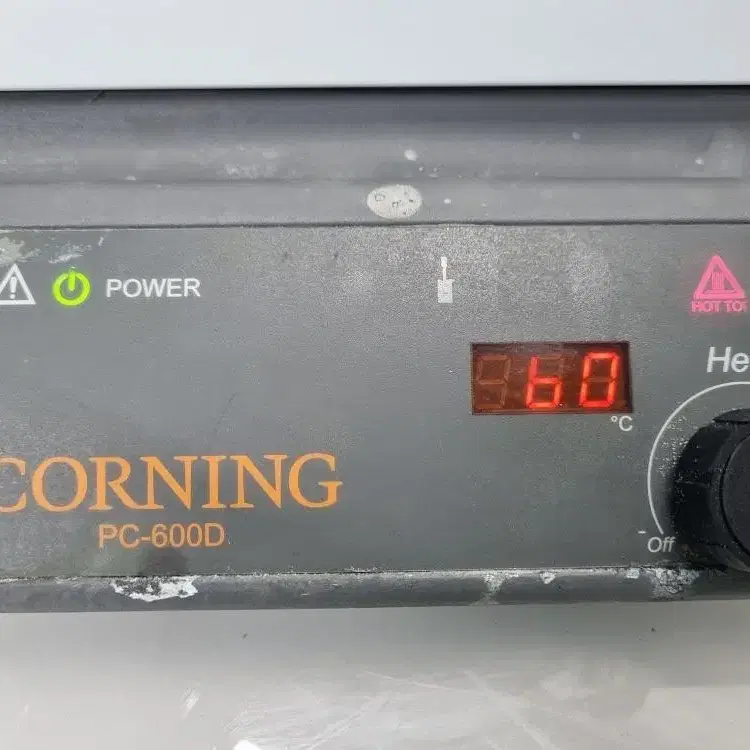 POWER
HOT TO
He
60
°C
CORNING
PC-600D
Off